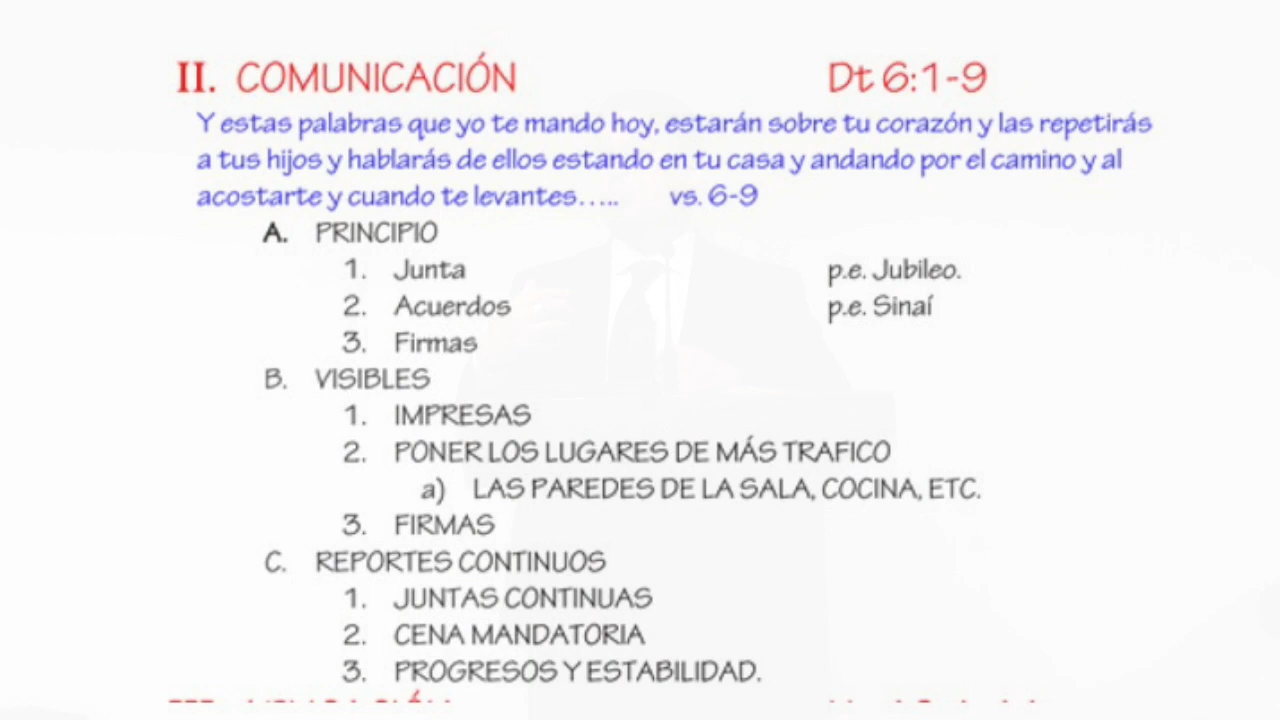 II. COMUNICACIÓN Dt 6:1-9
Y estas palabras que yo te mando hoy, estarán sobre tu corazón y las repetirás
a tus hijos y hablarás de ellos estando en tu casa y andando por el camino y al
acostarte y cuando te levantes….. vs. 6-9
A. PRINCIPIO
1. Junta p.e. Jubileo.
2. Acuerdos p.e. Sinaí
3. Firmas
B. VISIBLES
1. IMPRESAS
2. PONER LOS LUGARES DE MÁS TRAFICO
a) LAS PAREDES DE LA SALA, COCINA, ETC.
3. FIRMAS
C. REPORTES CONTINUOS
1. JUNTAS CONTINUAS
2. CENA MANDATORIA
3. PROGRESOS Y ESTABILIDAD.